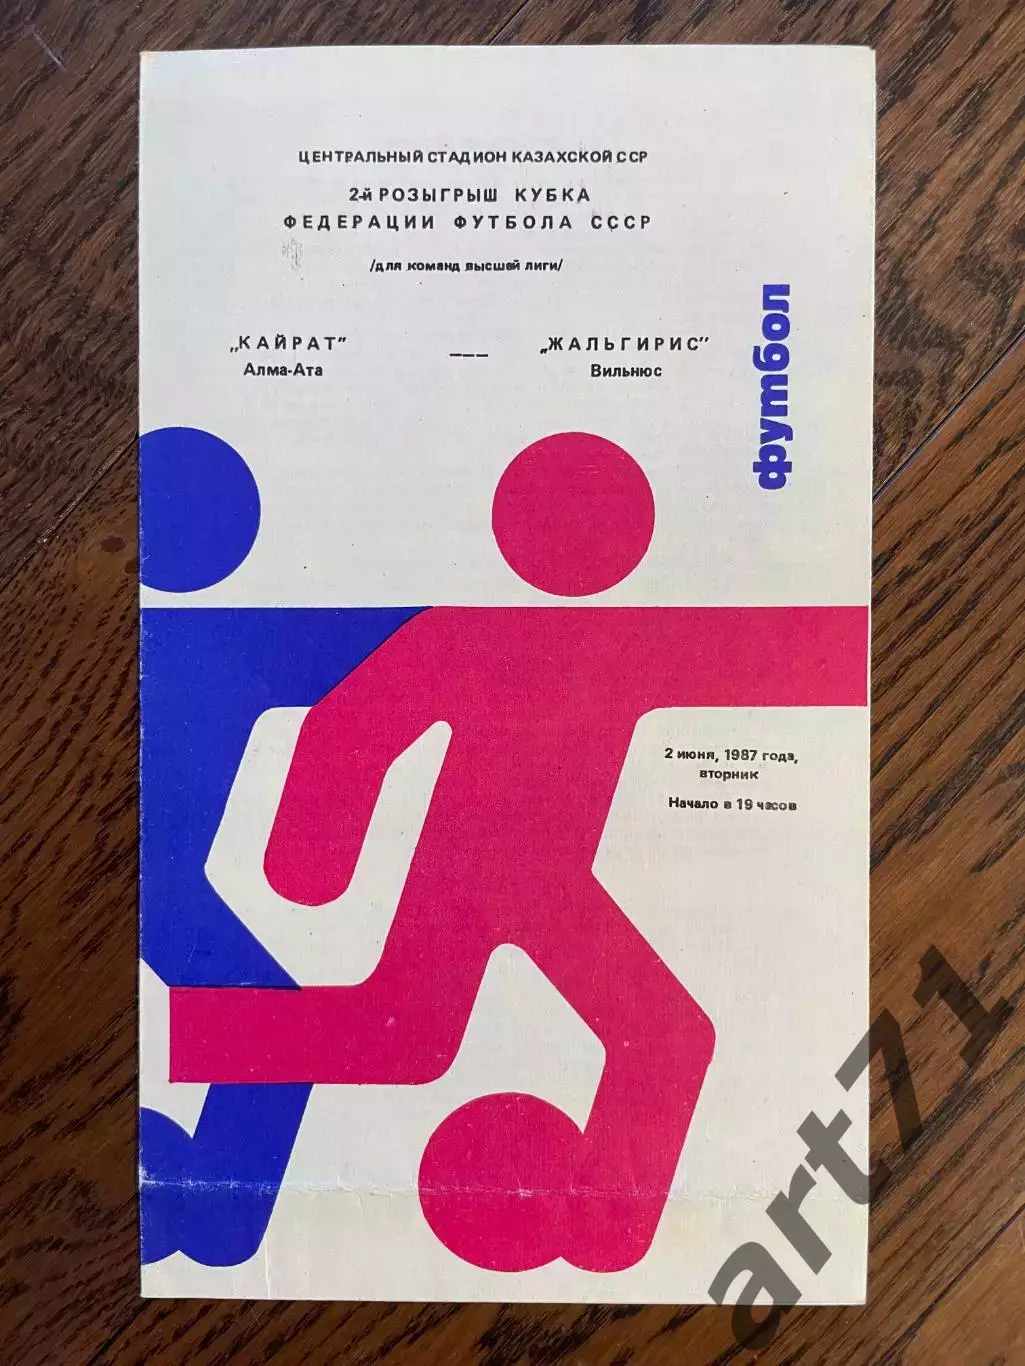 ЦЕНТРАЛЬНЫЙ СТАДИОН КАЗАХСКОЙ ССР
2-й РОЗЫГРЫШ КУБКА
ФЕДЕРАЦИИ ФУТБОЛА СССР
/для команд высшей лиги/
„КАЙРАТ" ——— „ЖАЛЬГИРИС"
Алма-Ата Вильнюс
футбол
2 июня, 1987 года,
вторник
Начало в 19 часов
art71